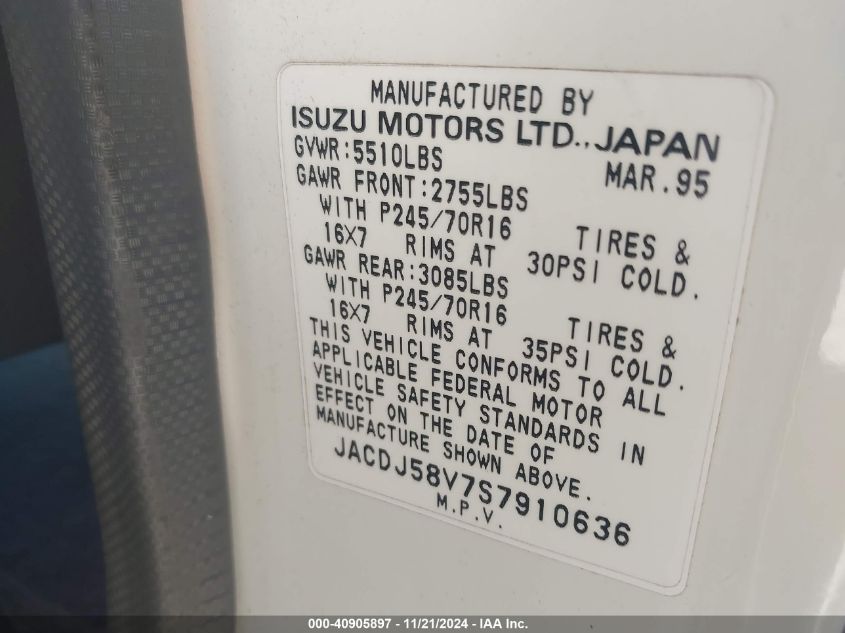 MANUFACTURED BY
ISUZU MOTORS LTD., JAPAN
GVWR:5510LBS MAR.95
GAWR FRONT:2755LBS
WITH P245/70R16 TIRES &
16X7 RIMS AT 30PSI COLD.
GAWR REAR:3085LBS
WITH P245/70R16 TIRES &
16X7 RIMS AT 35PSI COLD.
THIS VEHICLE CONFORMS TO ALL
APPLICABLE FEDERAL MOTOR
VEHICLE SAFETY STANDARDS IN
EFFECT ON THE DATE OF
MANUFACTURE SHOWN ABOVE.
JACDJ58V7S7910636
M.P.V.
000-40905897 - 11/21/2024 - IAA Inc.